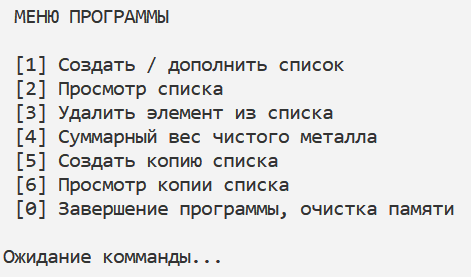 МЕНЮ ПРОГРАММЫ
[1] Создать / дополнить список
[2] Просмотр списка
[3] Удалить элемент из списка
[4] Суммарный вес чистого металла
[5] Создать копию списка
[6] Просмотр копии списка
[0] Завершение программы, очистка памяти
Ожидание комманды...